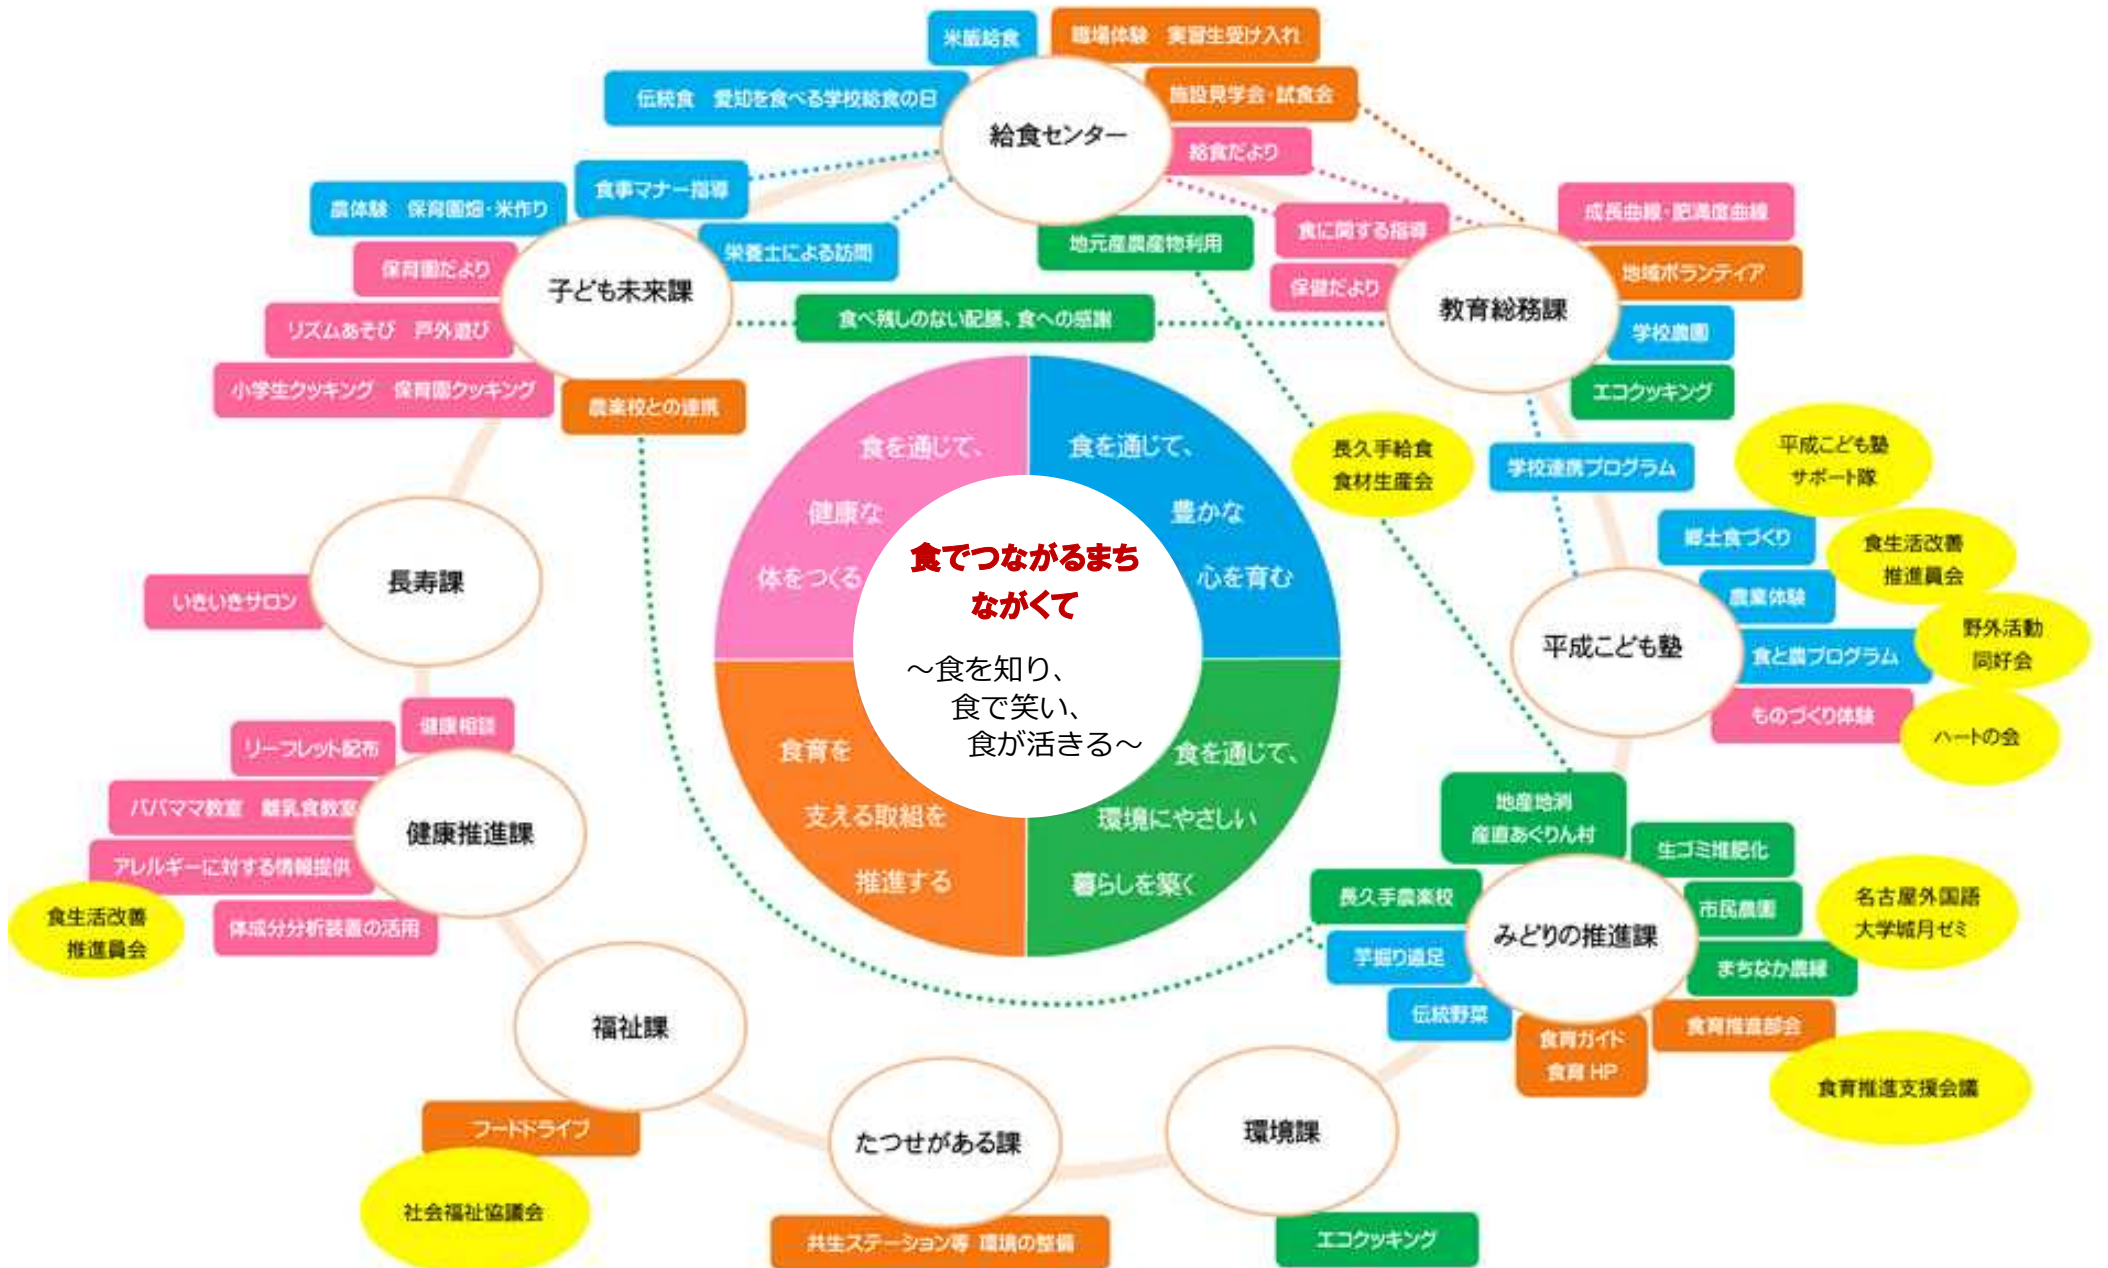 米飯給食
職場体験　実習生受け入れ
伝統食　愛知を食べる学校給食の日
施設見学会・試食会
給食センター
給食だより
食事マナー指導
農体験　保育園畑・米作り
栄養士による訪問
保育園だより
子ども未来課
リズムあそび　戸外遊び
小学生クッキング　保育園クッキング
農楽校との連携
地元産農産物利用
食に関する指導
保健だより
成長曲線・肥満度曲線
地域ボランティア
教育総務課
学校農園
エコクッキング
食べ残しのない配膳、食への感謝
長久手給食
食材生産会
学校連携プログラム
平成こども塾
サポート隊
郷土食づくり
食生活改善
推進員会
農業体験
野外活動
同好会
平成こども塾
食と農プログラム
ものづくり体験
ハートの会
食を通じて、
健康な
体をつくる
食を通じて、
豊かな
心を育む
食でつながるまち
ながくて
～食を知り、
食で笑い、
食が活きる～
食育を
支える取組を
推進する
食を通じて、
環境にやさしい
暮らしを築く
長寿課
いきいきサロン
健康相談
リーフレット配布
パパママ教室　離乳食教室
健康推進課
アレルギーに対する情報提供
食生活改善
推進員会
体成分分析装置の活用
地産地消
産直あぐりん村
生ゴミ堆肥化
長久手農楽校
市民農園
名古屋外国語
大学城月ゼミ
みどりの推進課
芋掘り遠足
まちなか農縁
伝統野菜
食育ガイド
食育 HP
食育推進部会
食育推進支援会議
福祉課
フードドライブ
社会福祉協議会
たつせがある課
共生ステーション等 環境の整備
環境課
エコクッキング